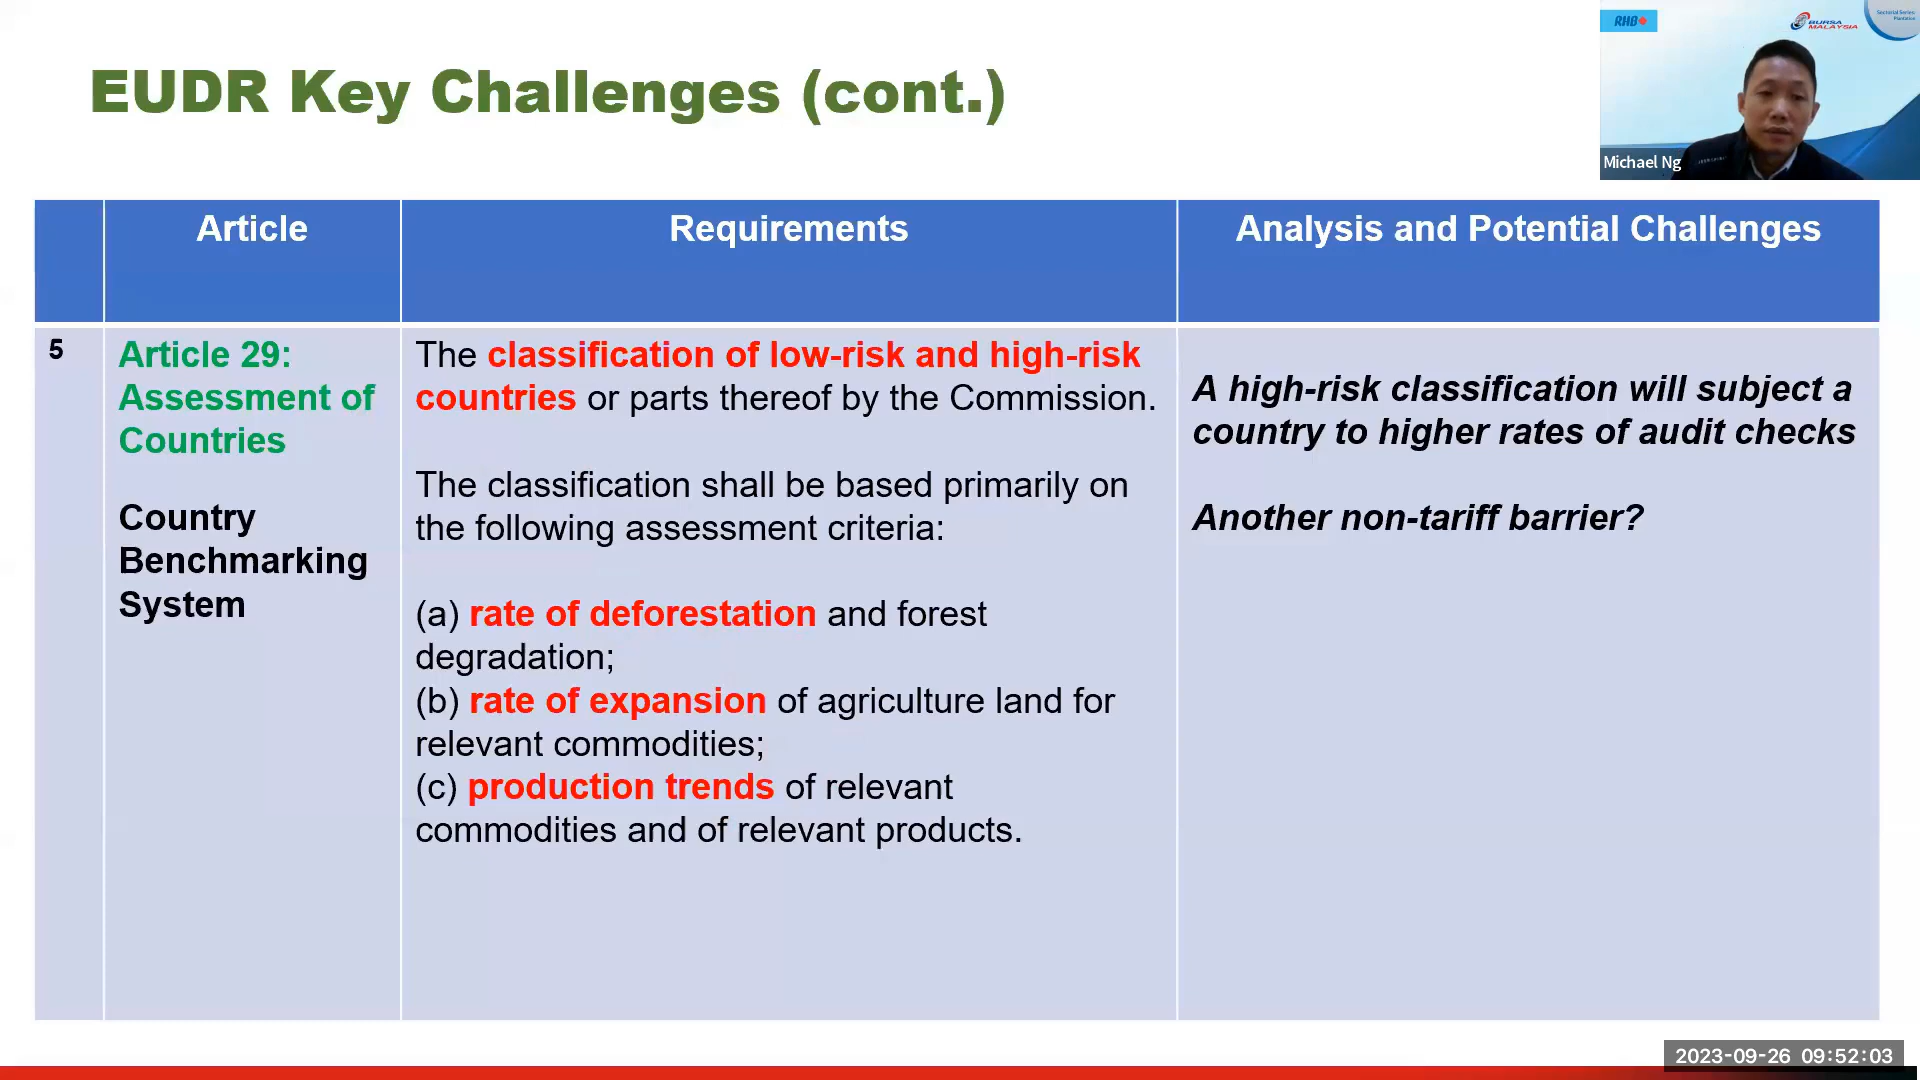 EUDR Key Challenges (cont.)
RHB
BURSA
MALAYSIA
Michael Ng
Article
Requirements
Analysis and Potential Challenges
5
Article 29:
Assessment of
Countries
Country
Benchmarking
System
The classification of low-risk and high-risk
countries or parts thereof by the Commission.
The classification shall be based primarily on
the following assessment criteria:
(a) rate of deforestation and forest
degradation;
(b) rate of expansion of agriculture land for
relevant commodities;
(c) production trends of relevant
commodities and of relevant products.
A high-risk classification will subject a
country to higher rates of audit checks
Another non-tariff barrier?
2023-09-26 09:52:03